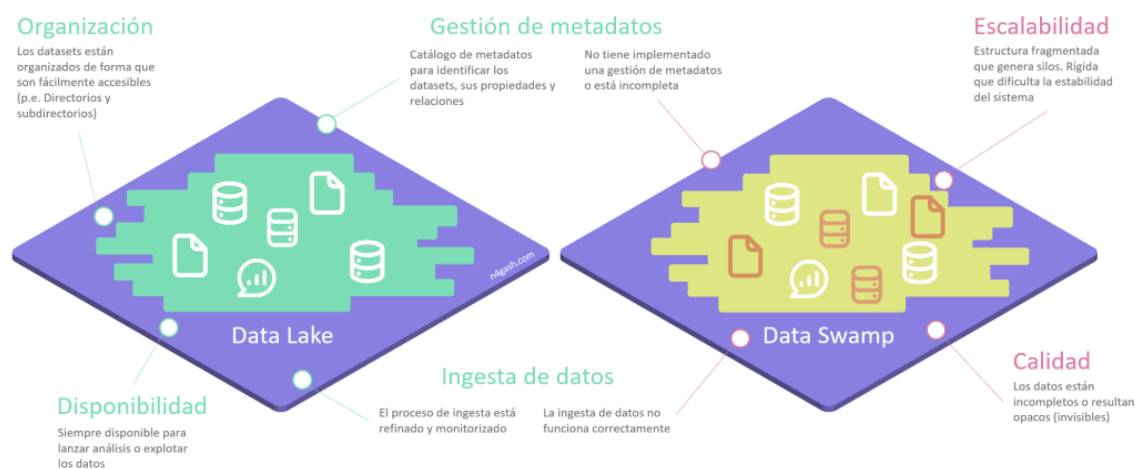 Organización
Los datasets están
organizados de forma que
son fácilmente accesibles
(p.e. Directorios y
subdirectorios)
Gestión de metadatos
Catálogo de metadatos
para identificar los
datasets, sus propiedades y
relaciones
No tiene implementado
una gestión de metadatos
o está incompleta
Escalabilidad
Estructura fragmentada
que genera silos. Rígida
que dificulta la estabilidad
del sistema
n4gash.com
Data Lake
Data Swamp
Disponibilidad
Siempre disponible para
lanzar análisis o explotar
los datos
Ingesta de datos
El proceso de ingesta está
refinado y monitorizado
La ingesta de datos no
funciona correctamente
Calidad
Los datos están
incompletos o resultan
opacos (invisibles)